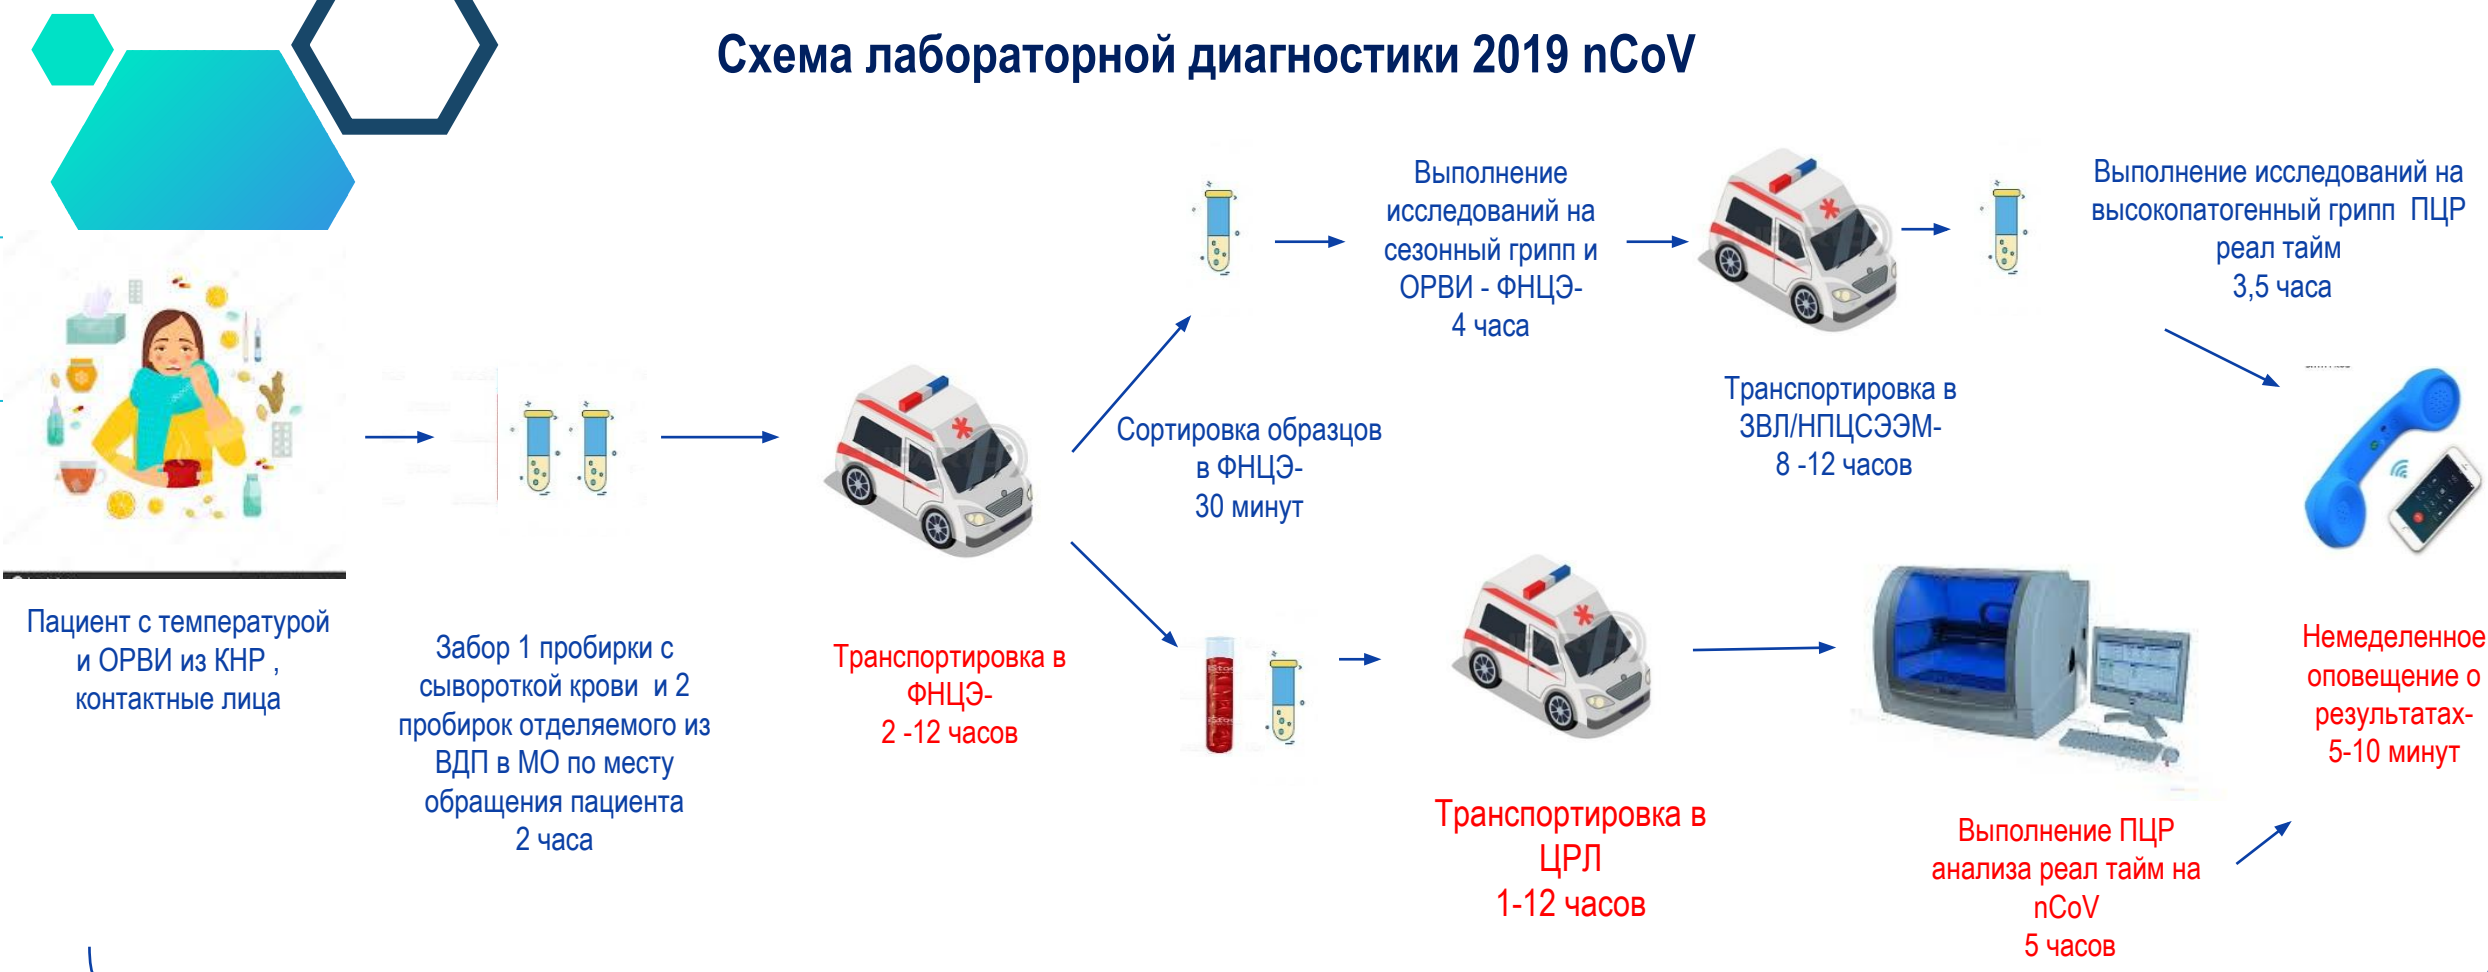 Схема лабораторной диагностики 2019 nCoV
Пациент с температурой
и ОРВИ из КНР ,
контактные лица
Забор 1 пробирки с
сывороткой крови и 2
пробирок отделяемого из
ВДП в МО по месту
обращения пациента
2 часа
Транспортировка в
ФНЦЭ-
2 -12 часов
Сортировка образцов
в ФНЦЭ-
30 минут
Выполнение
исследований на
сезонный грипп и
ОРВИ - ФНЦЭ-
4 часа
Транспортировка в
ЗВЛ/НПЦСЭЭМ-
8 -12 часов
Выполнение исследований на
высокопатогенный грипп ПЦР
реал тайм
3,5 часа
Транспортировка в
ЦРЛ
1-12 часов
Выполнение ПЦР
анализа реал тайм на
nCoV
5 часов
Немеделенное
оповещение о
результатах-
5-10 минут